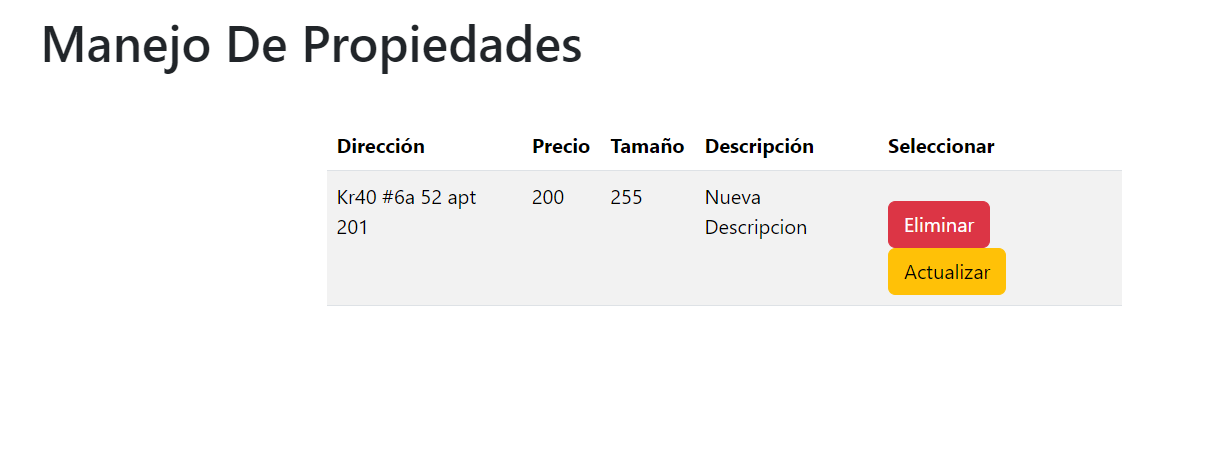 Manejo De Propiedades
Dirección Precio Tamaño Descripción Seleccionar
Kr40 #6a 52 apt 200 255 Nueva
201 Descripcion
Eliminar
Actualizar